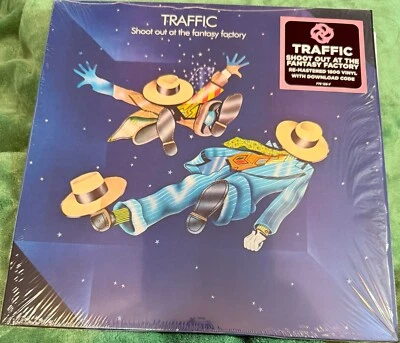 TRAFFIC
Shoot out at the fantasy factory
TRAFFIC
SHOOT OUT AT THE
FANTASY FACTORY
RE-MASTERED 180G VINYL
WITH DOWNLOAD CODE